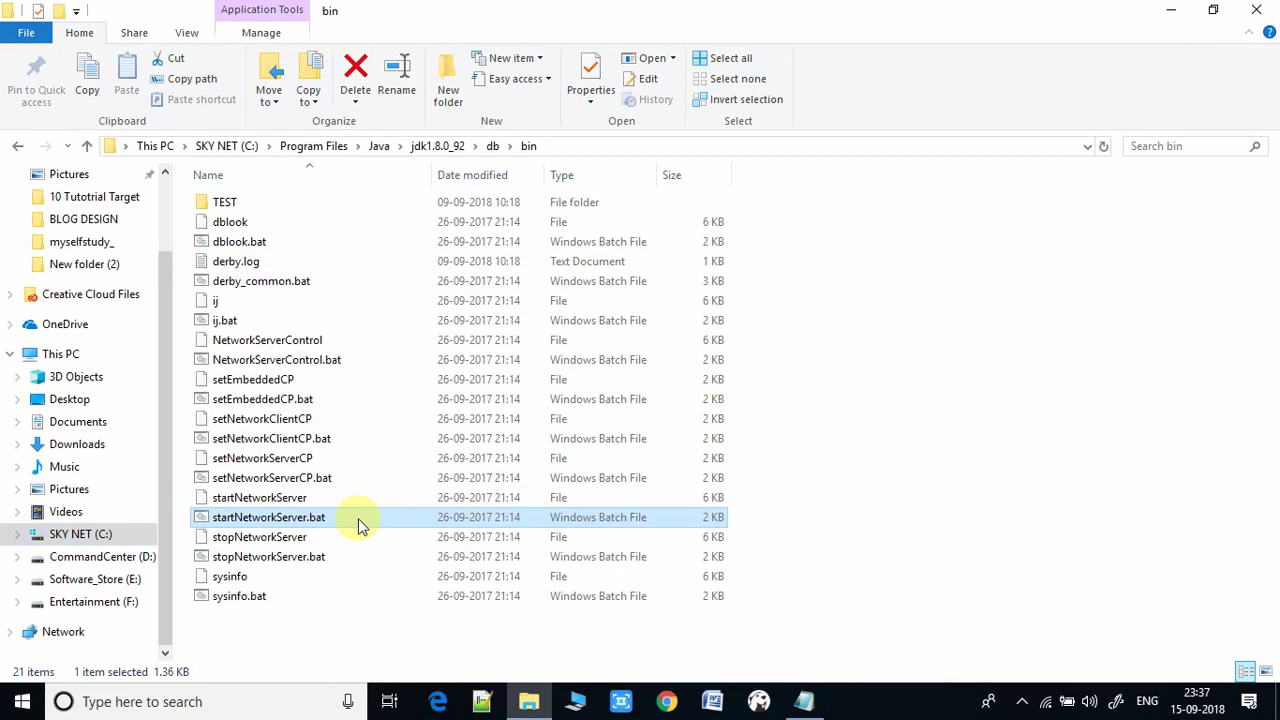 Application Tools bin
File Home Share View Manage
Pin to Quick access
Copy
Paste
Cut
Copy path
Paste shortcut
Clipboard
Move to
Copy to
Delete
Rename
Organize
New folder
New item
Easy access
New
Properties
Open
Edit
History
Open
Select all
Select none
Invert selection
Select
This PC SKY NET (C:) Program Files Java jdk1.8.0_92 db bin
Search bin
Pictures
10 Tutotrial Target
BLOG DESIGN
myselfstudy_
New folder (2)
Creative Cloud Files
OneDrive
This PC
3D Objects
Desktop
Documents
Downloads
Music
Pictures
Videos
SKY NET (C:)
CommandCenter (D:)
Software_Store (E:)
Entertainment (F:)
Network
Name Date modified Type Size
TEST 09-09-2018 10:18 File folder
dblook 26-09-2017 21:14 File 6 KB
dblook.bat 26-09-2017 21:14 Windows Batch File 2 KB
derby.log 09-09-2018 10:18 Text Document 1 KB
derby_common.bat 26-09-2017 21:14 Windows Batch File 3 KB
ij 26-09-2017 21:14 File 6 KB
ij.bat 26-09-2017 21:14 Windows Batch File 2 KB
NetworkServerControl 26-09-2017 21:14 File 6 KB
NetworkServerControl.bat 26-09-2017 21:14 Windows Batch File 2 KB
setEmbeddedCP 26-09-2017 21:14 File 2 KB
setEmbeddedCP.bat 26-09-2017 21:14 Windows Batch File 2 KB
setNetworkClientCP 26-09-2017 21:14 File 2 KB
setNetworkClientCP.bat 26-09-2017 21:14 Windows Batch File 2 KB
setNetworkServerCP 26-09-2017 21:14 File 2 KB
setNetworkServerCP.bat 26-09-2017 21:14 Windows Batch File 2 KB
startNetworkServer 26-09-2017 21:14 File 6 KB
startNetworkServer.bat 26-09-2017 21:14 Windows Batch File 2 KB
stopNetworkServer 26-09-2017 21:14 File 6 KB
stopNetworkServer.bat 26-09-2017 21:14 Windows Batch File 2 KB
sysinfo 26-09-2017 21:14 File 6 KB
sysinfo.bat 26-09-2017 21:14 Windows Batch File 2 KB
21 items 1 item selected 1.36 KB
Type here to search
ENG
23:37
15-09-2018